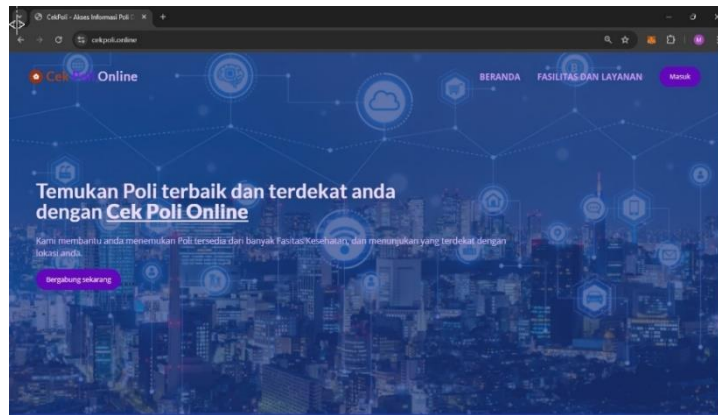 CekPoli - Akses Informasi Poli
cekpoli.online
Cek Poli Online
BERANDA
FASILITAS DAN LAYANAN
Masuk
Temukan Poli terbaik dan terdekat anda
dengan Cek Poli Online
Kami membantu anda menemukan Poli tersedia dari banyak Fasitas Kesehatan, dan menunjukan yang terdekat dengan
lokasi anda.
Bergabung sekarang